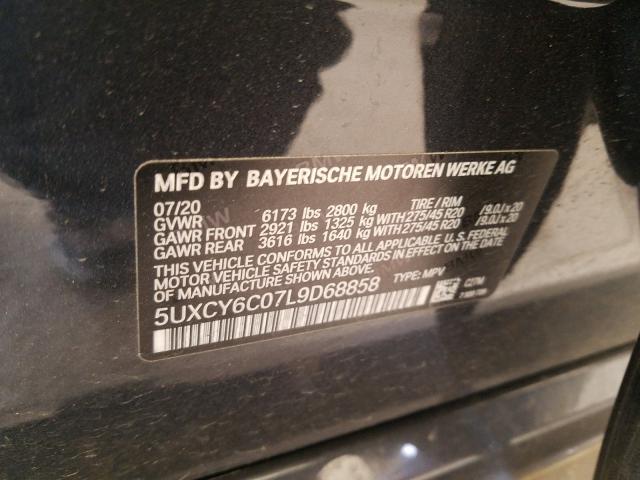 MFD BY BAYERISCHE MOTOREN WERKE AG
07/20 TIRE / RIM
GVWR 6173 lbs 2800 kg
GAWR FRONT 2921 lbs 1325 kg WITH 275/45 R20 /9.0J x 20
GAWR REAR 3616 lbs 1640 kg WITH 275/45 R20 /9.0J x 20
THIS VEHICLE CONFORMS TO ALL APPLICABLE U.S. FEDERAL
MOTOR VEHICLE SAFETY STANDARDS IN EFFECT ON THE DATE
OF MANUFACTURE SHOWN ABOVE.
5UXCY6C07L9D68858 TYPE: MPV